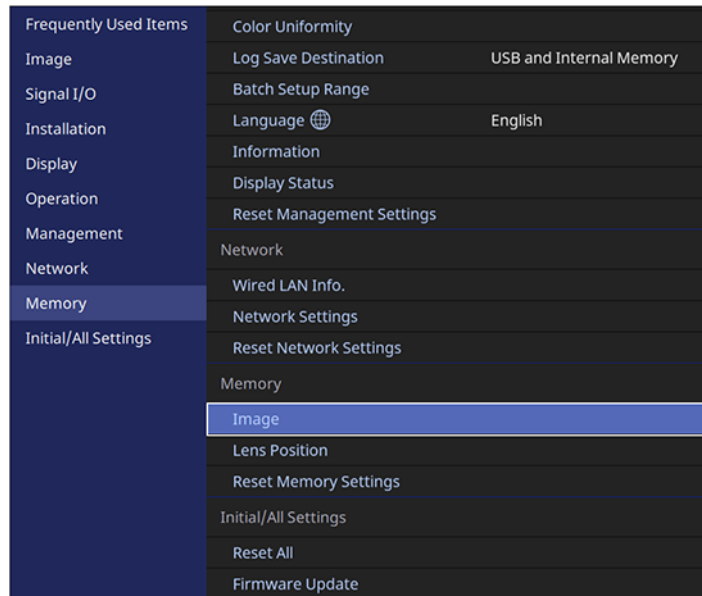 Frequently Used Items
Image
Signal I/O
Installation
Display
Operation
Management
Network
Memory
Initial/All Settings
Color Uniformity
Log Save Destination USB and Internal Memory
Batch Setup Range
Language English
Information
Display Status
Reset Management Settings
Network
Wired LAN Info.
Network Settings
Reset Network Settings
Memory
Image
Lens Position
Reset Memory Settings
Initial/All Settings
Reset All
Firmware Update